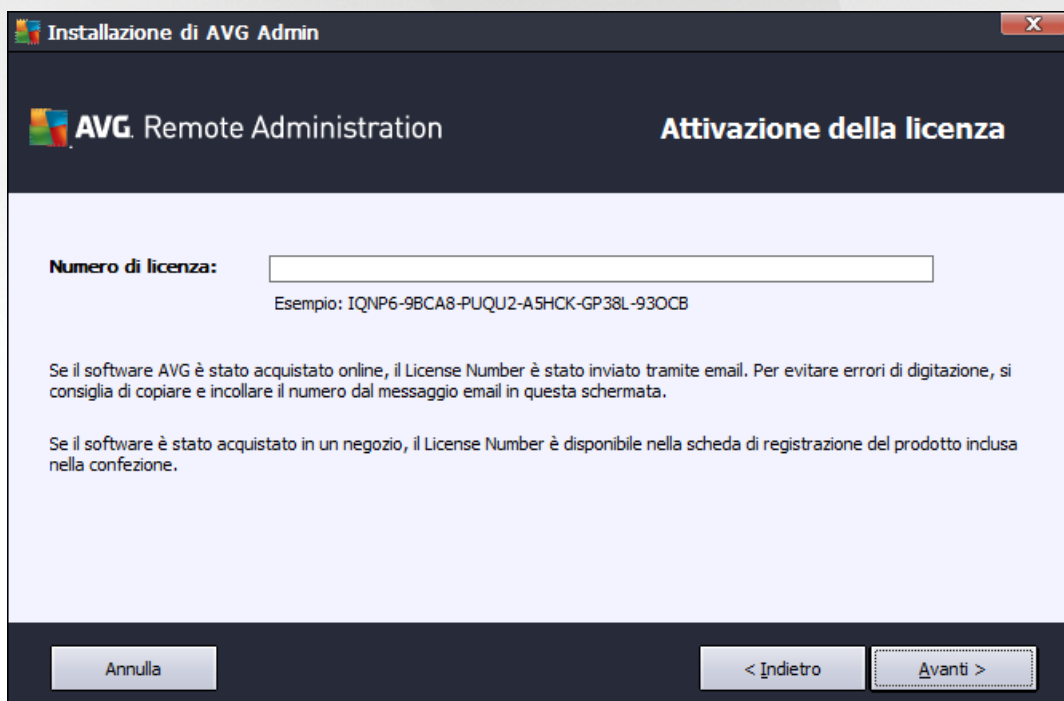 Installazione di AVG Admin
AVG. Remote Administration
Attivazione della licenza
Numero di licenza:
Esempio: IQNP6-9BCA8-PUQU2-A5HCK-GP38L-93OCB
Se il software AVG è stato acquistato online, il License Number è stato inviato tramite email. Per evitare errori di digitazione, si
consiglia di copiare e incollare il numero dal messaggio email in questa schermata.
Se il software è stato acquistato in un negozio, il License Number è disponibile nella scheda di registrazione del prodotto inclusa
nella confezione.
Annulla
< Indietro
Avanti >